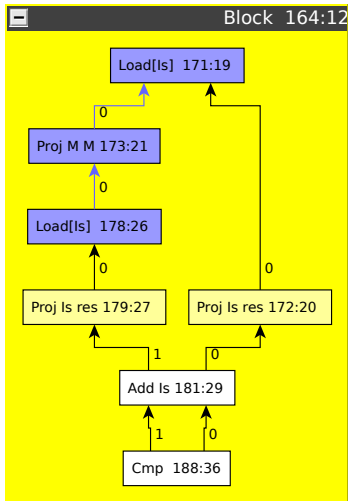 Block 164:12
Load[Is] 171:19
0
Proj M M 173:21
0
Load[Is] 178:26
0
0
Proj Is res 179:27
Proj Is res 172:20
1
0
Add Is 181:29
1
0
Cmp 188:36